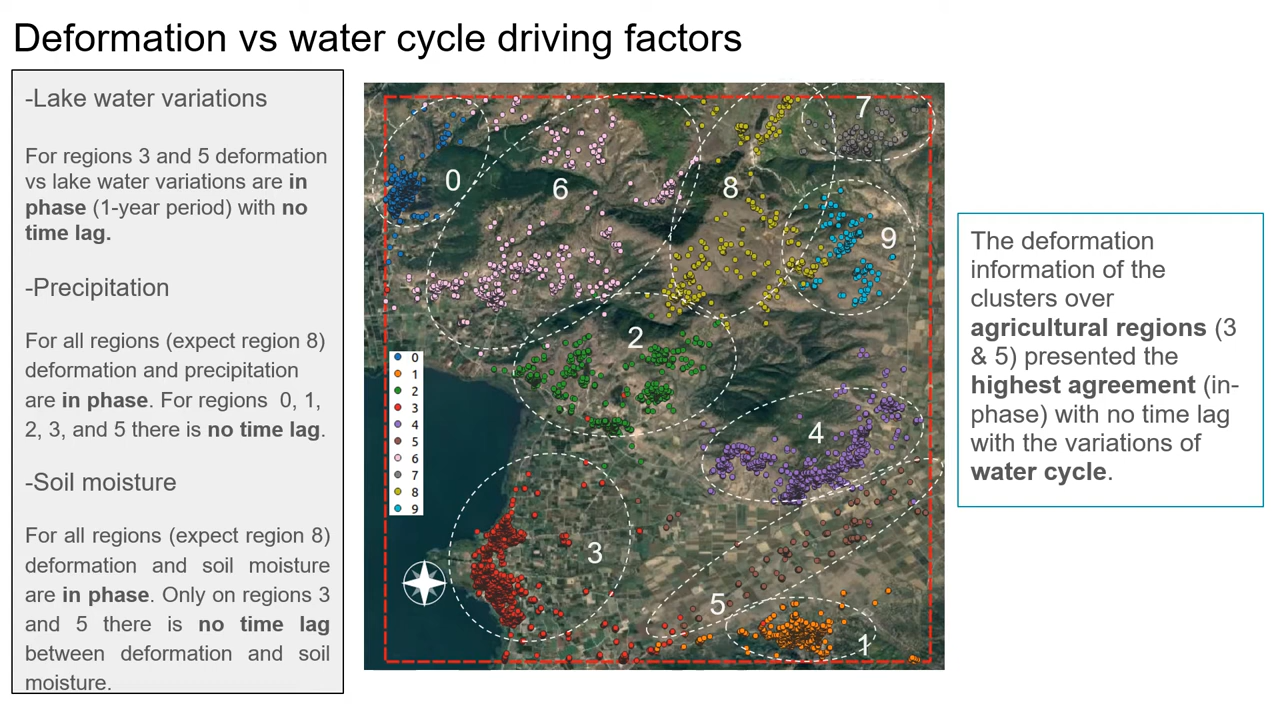 Deformation vs water cycle driving factors
-Lake water variations
For regions 3 and 5 deformation
vs lake water variations are in
phase (1-year period) with no
time lag.
-Precipitation
For all regions (expect region 8)
deformation and precipitation
are in phase. For regions 0, 1,
2, 3, and 5 there is no time lag.
-Soil moisture
For all regions (expect region 8)
deformation and soil moisture
are in phase. Only on regions 3
and 5 there is no time lag
between deformation and soil
moisture.
7
0
6
8
9
2
4
3
5
1
0
1
2
3
4
5
6
7
8
9
The deformation
information of the
clusters over
agricultural regions (3
& 5) presented the
highest agreement (in-
phase) with no time lag
with the variations of
water cycle.